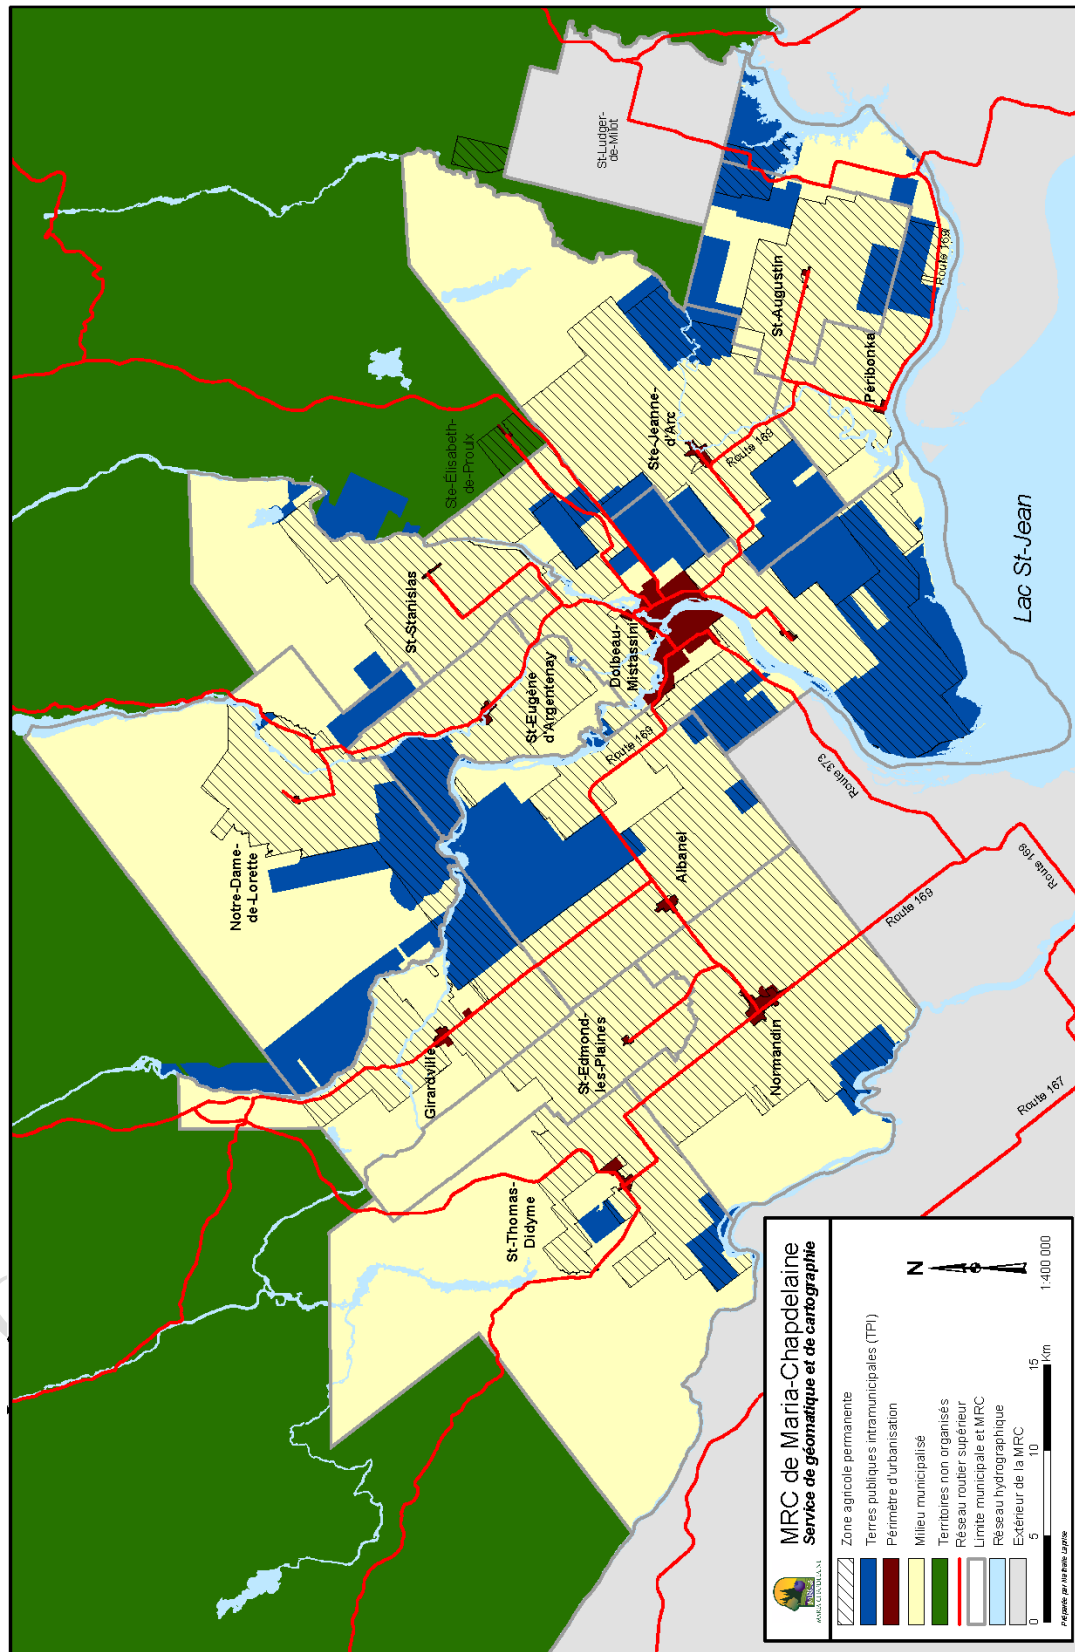 St-Ludger-
de-Milot
Ste-Élisabeth-
de-Proulx
St-Stanislas
Notre-Dame-
de-Lorette
St-Eugène
d'Argentenay
Dolbeau-
Mistassini
Ste-Jeanne-
d'Arc
St-Augustin
Péribonka
Route 169
Route 169
Route 169
Girardville
Albanel
St-Edmond-
les-Plaines
Normandin
St-Thomas-
Didyme
Route 373
Route 169
Route 169
Route 167
Lac St-Jean
MRC de Maria-Chapdelaine
Service de géomatique et de cartographie
MARIA-CHAPDELAINE
Zone agricole permanente
Terres publiques intramunicipales (TPI)
Périmètre d'urbanisation
Milieu municipalisé
Territoires non organisés
Réseau routier supérieur
Limite municipale et MRC
Réseau hydrographique
Extérieur de la MRC
N
0 5 10 15
Km
1:400 000